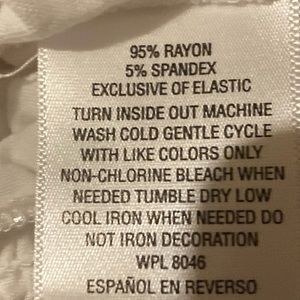 95% RAYON
5% SPANDEX
EXCLUSIVE OF ELASTIC
TURN INSIDE OUT MACHINE
WASH COLD GENTLE CYCLE
WITH LIKE COLORS ONLY
NON-CHLORINE BLEACH WHEN
NEEDED TUMBLE DRY LOW
COOL IRON WHEN NEEDED DO
NOT IRON DECORATION
WPL 8046
ESPAÑOL EN REVERSO